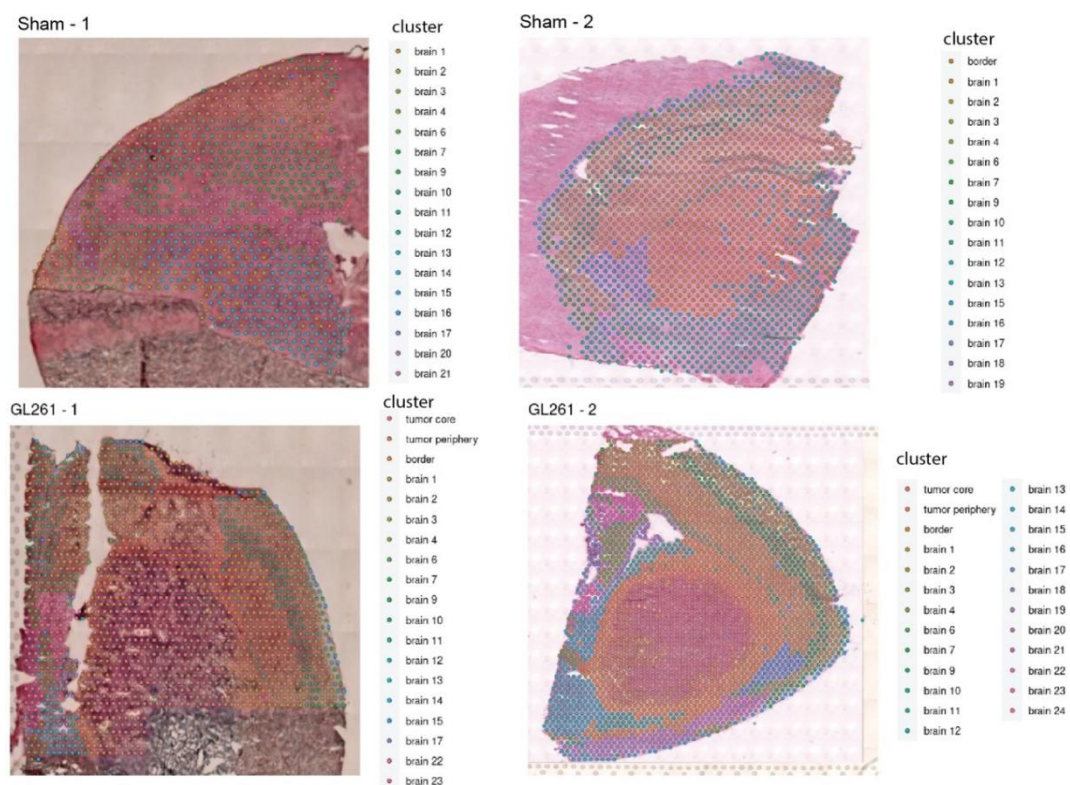 Sham - 1
cluster
brain 1
brain 2
brain 3
brain 4
brain 6
brain 7
brain 9
brain 10
brain 11
brain 12
brain 13
brain 14
brain 15
brain 16
brain 17
brain 20
brain 21
Sham - 2
cluster
border
brain 1
brain 2
brain 3
brain 4
brain 6
brain 7
brain 9
brain 10
brain 11
brain 12
brain 13
brain 15
brain 16
brain 17
brain 18
brain 19
GL261 - 1
cluster
tumor core
tumor periphery
border
brain 1
brain 2
brain 3
brain 4
brain 6
brain 7
brain 9
brain 10
brain 11
brain 12
brain 13
brain 14
brain 15
brain 17
brain 22
brain 23
GL261 - 2
cluster
tumor core
tumor periphery
border
brain 1
brain 2
brain 3
brain 4
brain 6
brain 7
brain 9
brain 10
brain 11
brain 12
brain 13
brain 14
brain 15
brain 16
brain 17
brain 18
brain 19
brain 20
brain 21
brain 22
brain 23
brain 24